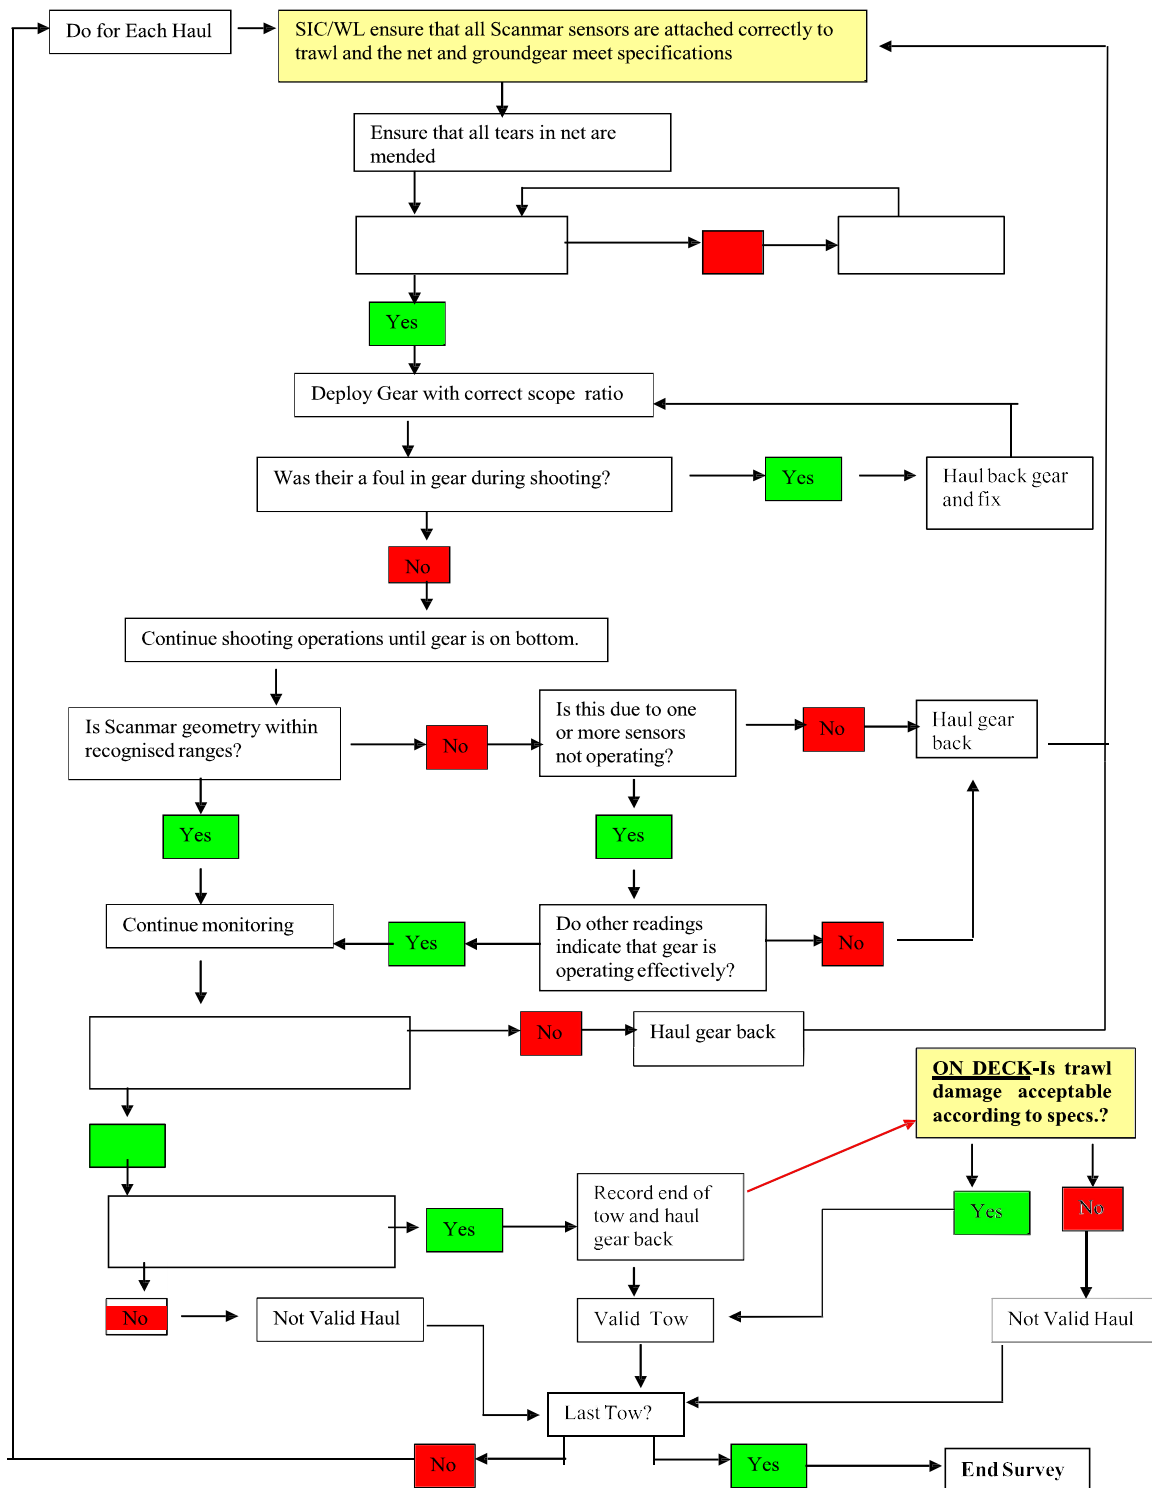 Do for Each Haul
SIC/WL ensure that all Scanmar sensors are attached correctly to
trawl and the net and groundgear meet specifications
Ensure that all tears in net are
mended
Yes
Deploy Gear with correct scope ratio
Was their a foul in gear during shooting?
Yes
Haul back gear
and fix
No
Continue shooting operations until gear is on bottom.
Is Scanmar geometry within
recognised ranges?
No
Is this due to one
or more sensors
not operating?
No
Haul gear
back
Yes
Yes
Continue monitoring
Yes
Do other readings
indicate that gear is
operating effectively?
No
No
Haul gear back
ON DECK-Is trawl
damage acceptable
according to specs.?
Yes
Record end of
tow and haul
gear back
Yes
No
No
Not Valid Haul
Valid Tow
Not Valid Haul
Last Tow?
No
Yes
End Survey